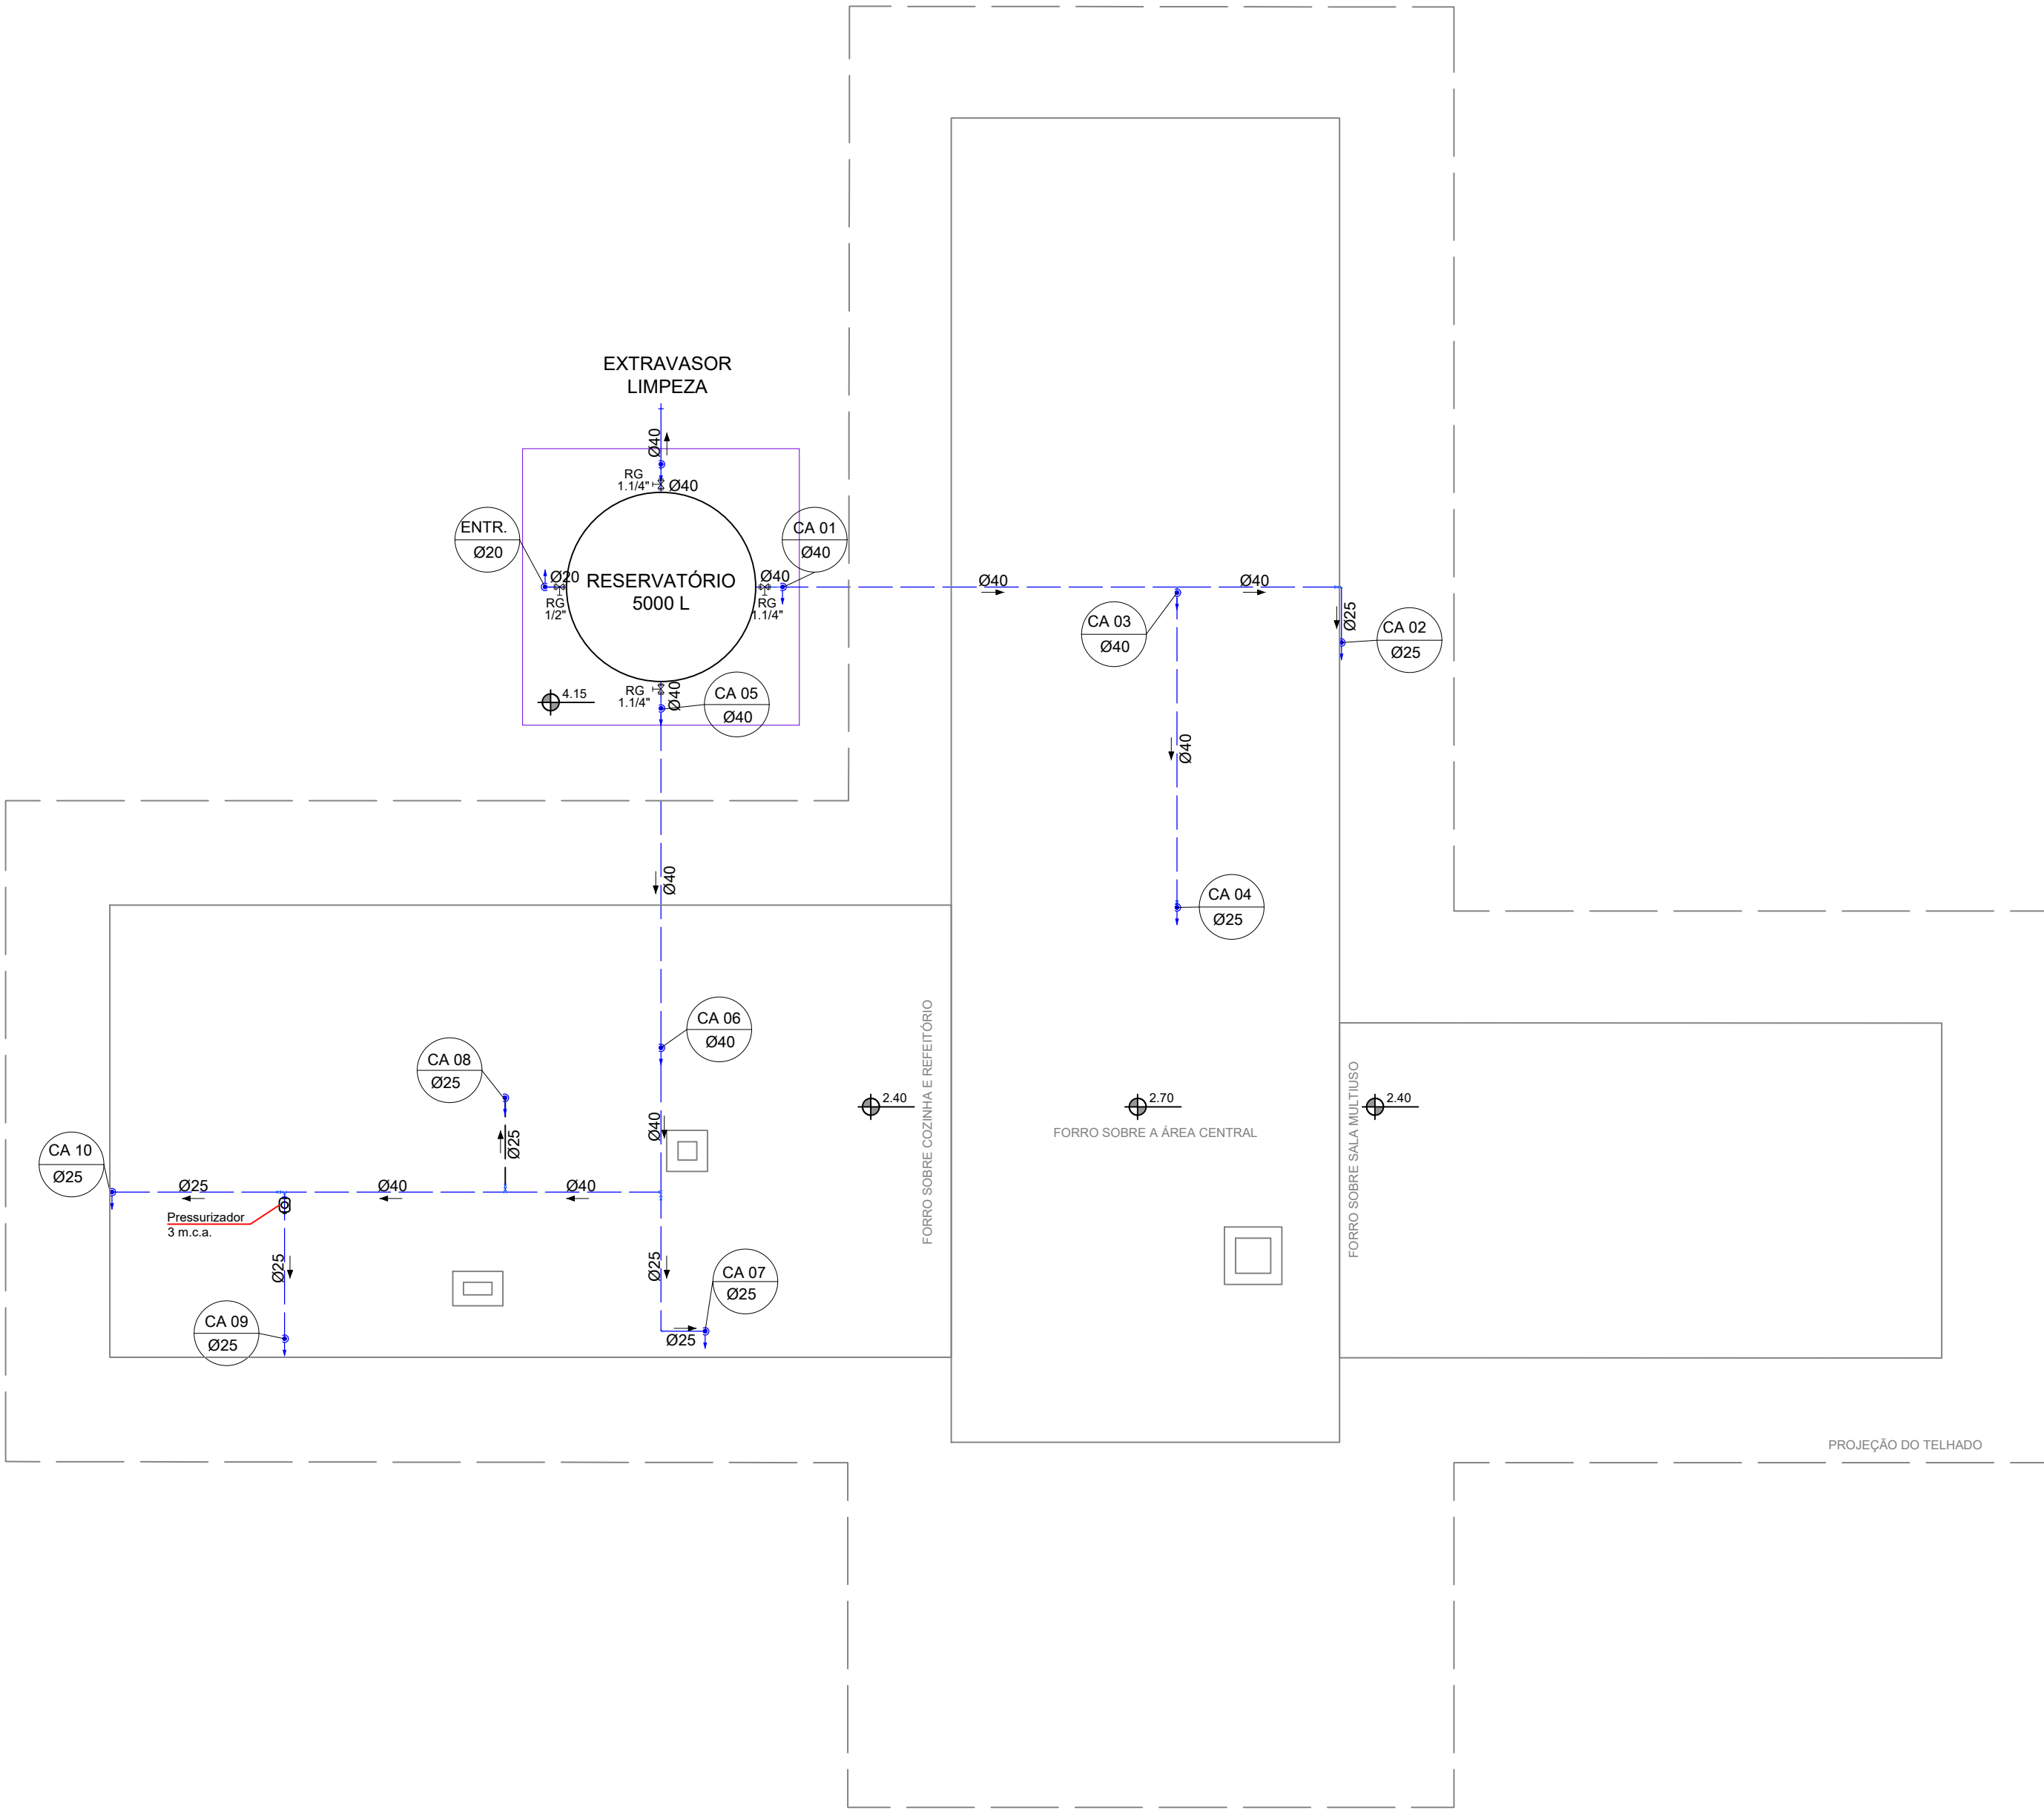 EXTRAVASOR
LIMPEZA
Ø40
RG
1.1/4"
Ø40
ENTR.
Ø20
CA 01
Ø40
Ø20
RESERVATÓRIO
5000 L
Ø40
RG
1/2"
RG
1.1/4"
Ø40
Ø40
Ø25
CA 03
Ø40
CA 02
Ø25
4.15
RG
1.1/4"
Ø40
CA 05
Ø40
Ø40
Ø40
CA 04
Ø25
CA 06
Ø40
CA 08
Ø25
FORRO SOBRE COZINHA E REFEITÓRIO
2.40
2.70
FORRO SOBRE A ÁREA CENTRAL
2.40
FORRO SOBRE SALA MULTIUSO
Ø40
Ø25
CA 10
Ø25
Ø25
Ø40
Ø40
Pressurizador
3 m.c.a.
Ø25
Ø25
CA 07
Ø25
CA 09
Ø25
Ø25
PROJEÇÃO DO TELHADO